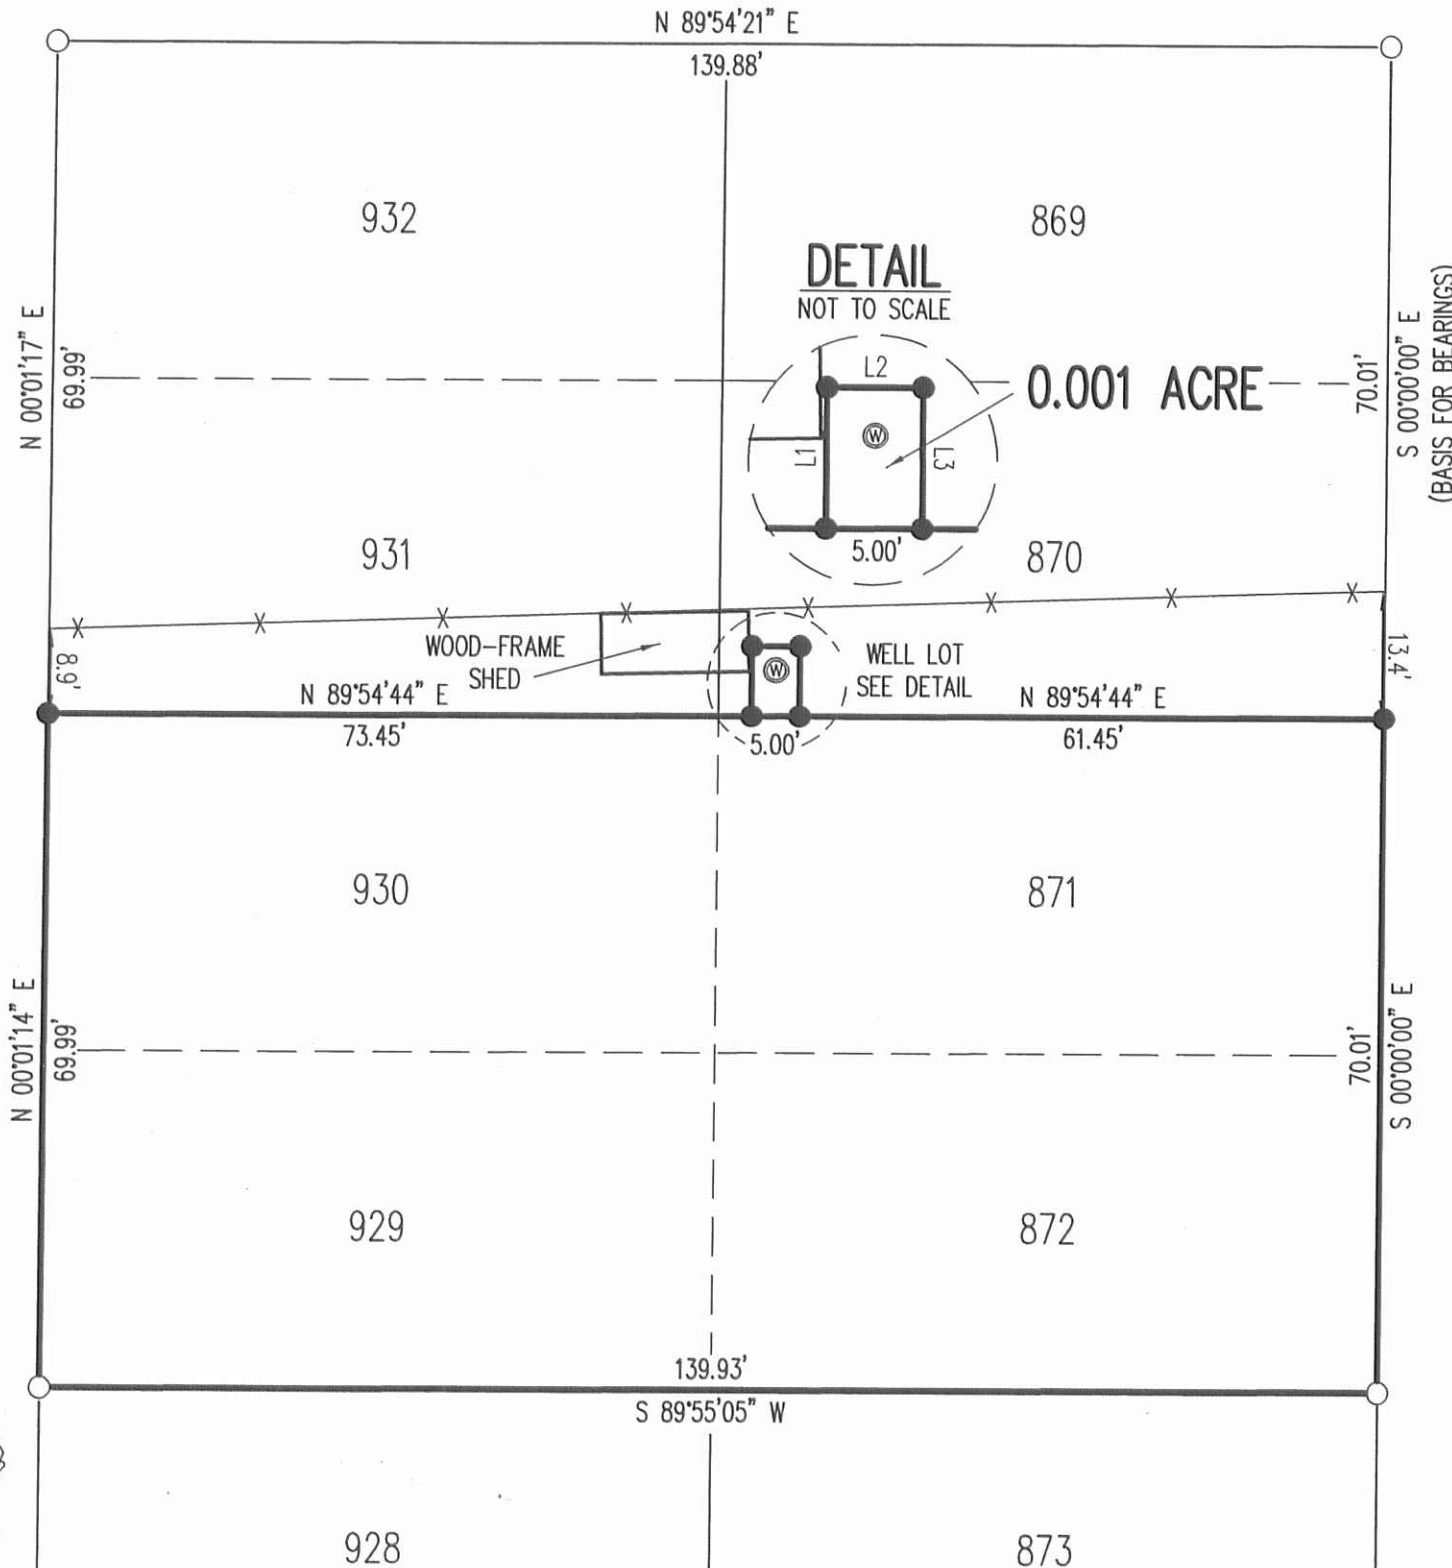 N 89°54'21" E
139.88'
932
869
DETAIL
NOT TO SCALE
N 00°01'17" E
69.99'
L2
0.001 ACRE
70.01'
S 00°00'00" E
(BASIS FOR BEARINGS)
W
L1
L3
5.00'
931
870
X X X X X X X X
WOOD-FRAME
SHED
W
WELL LOT
SEE DETAIL
8.9'
13.4'
N 89°54'44" E
N 89°54'44" E
73.45'
5.00'
61.45'
930
871
N 00°01'14" E
69.99'
70.01'
S 00°00'00" E
929
872
139.93'
S 89°55'05" W
928
873